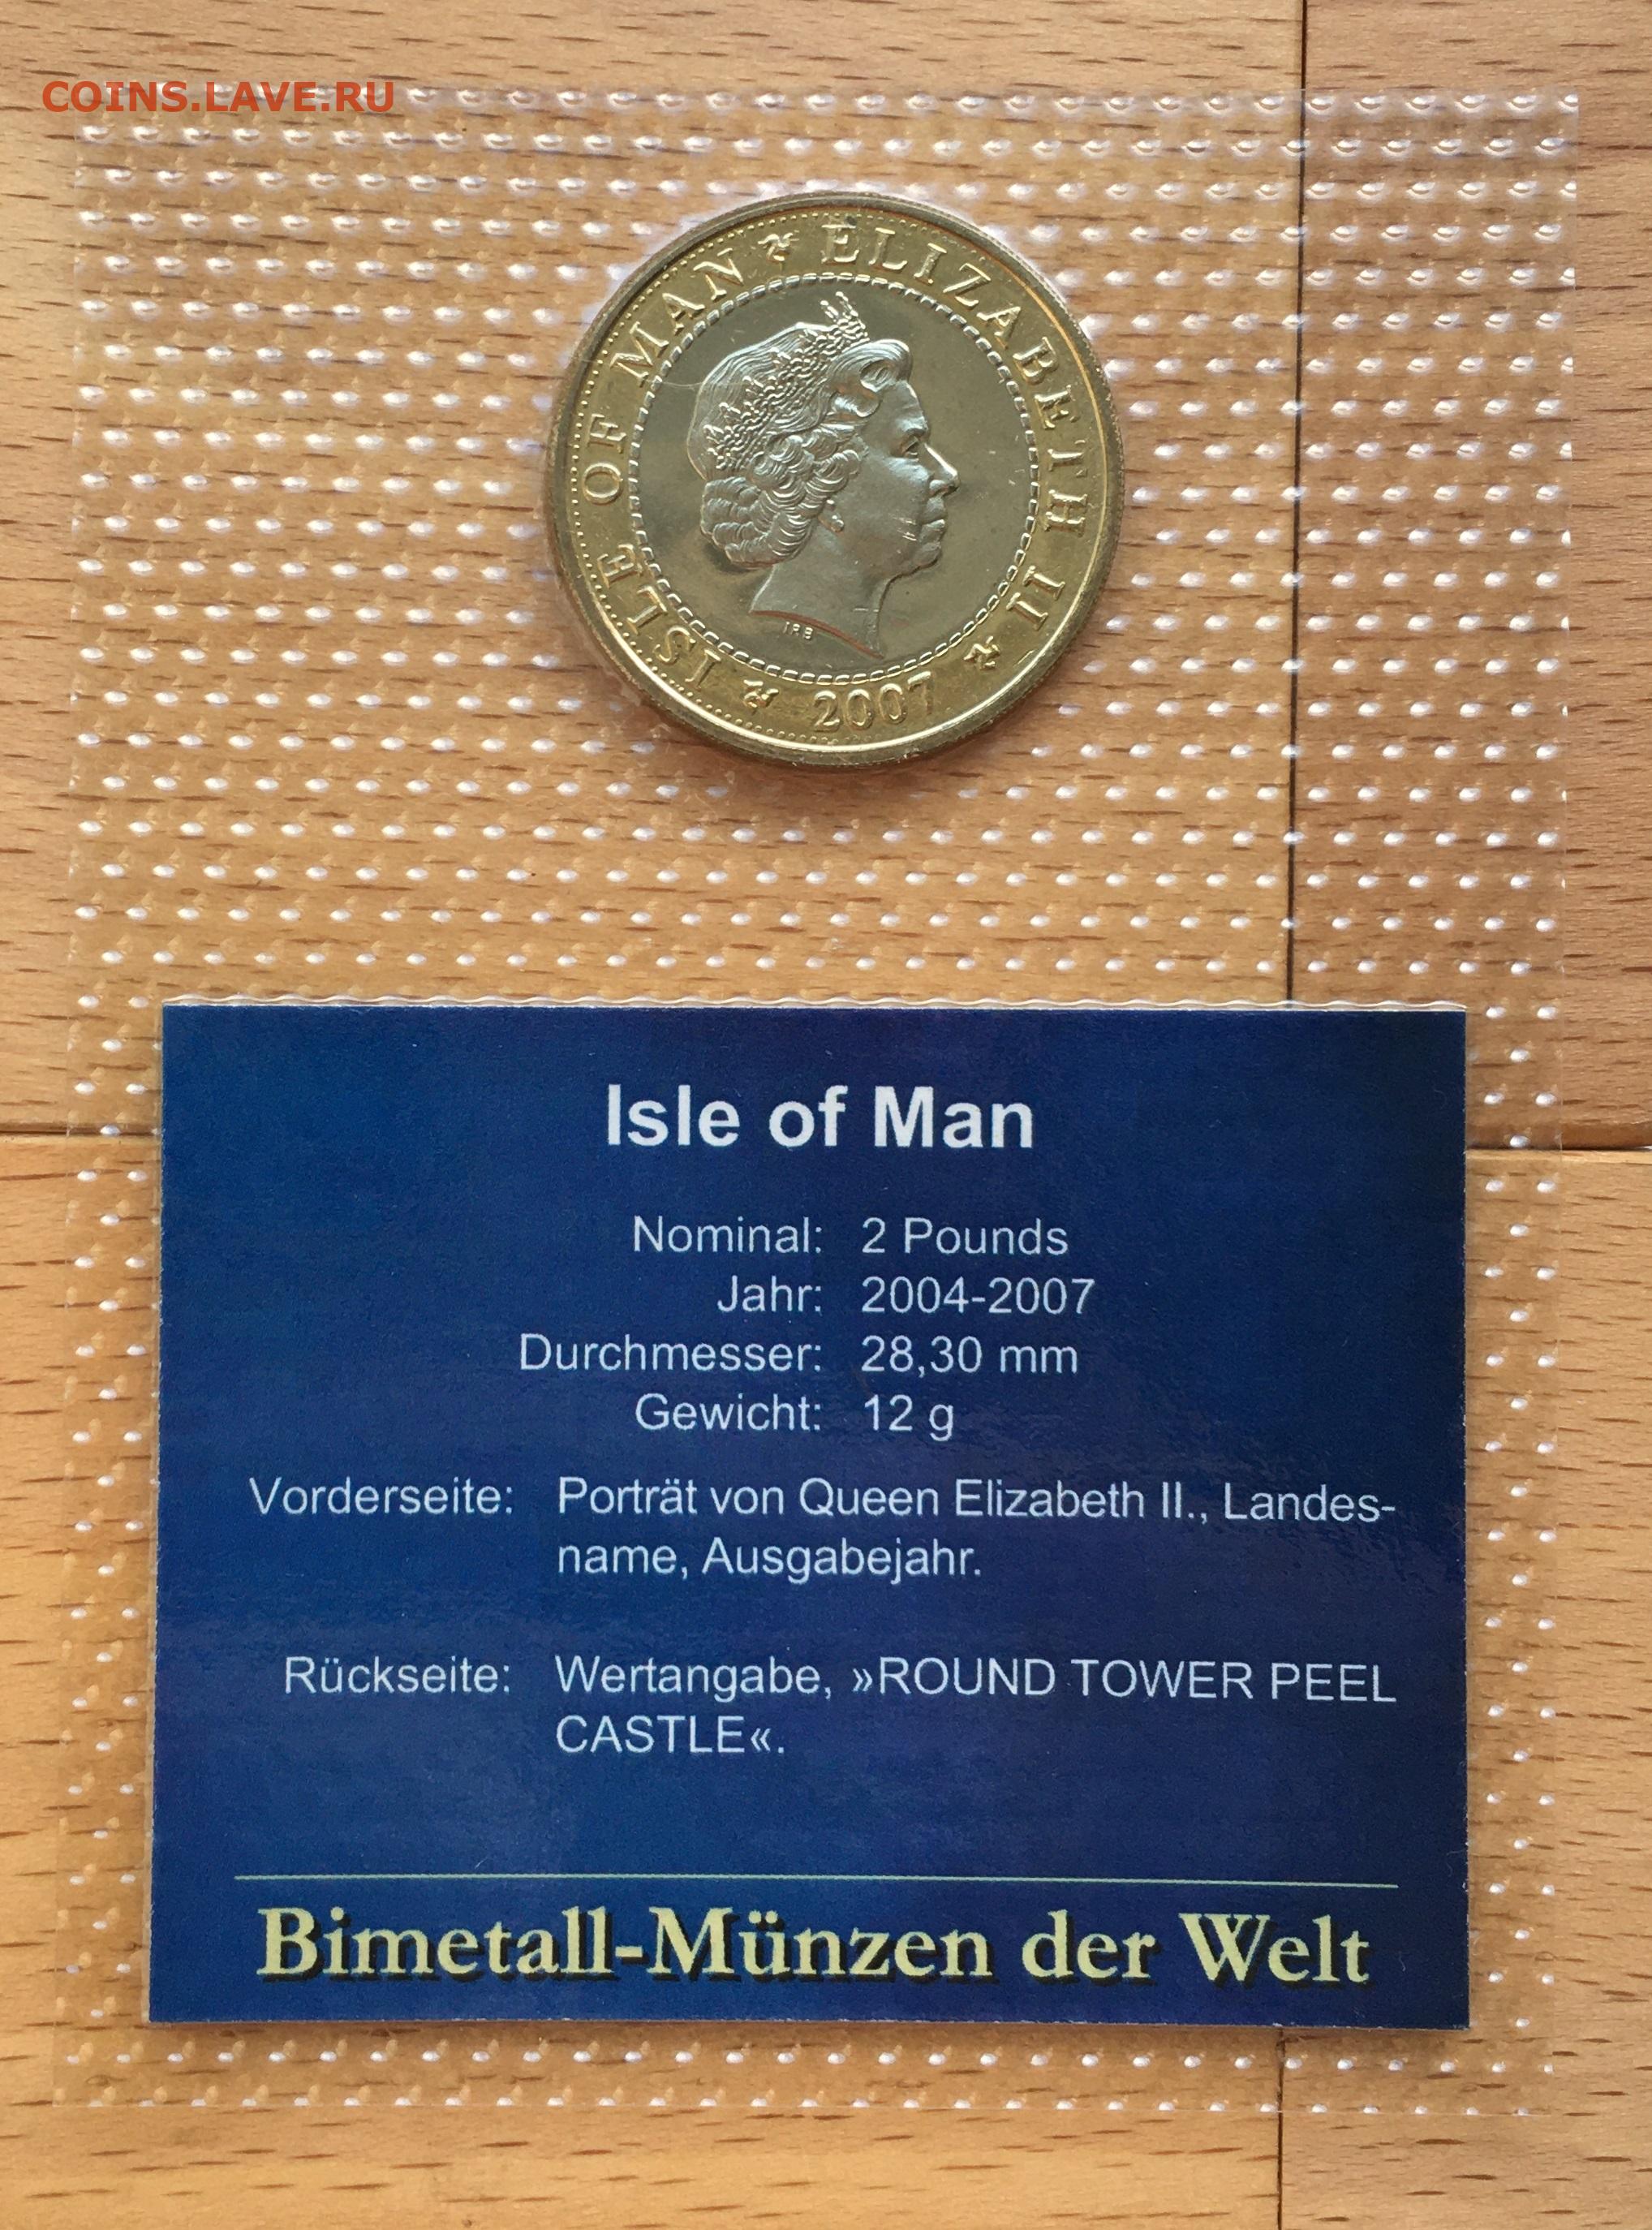 COINS.LAVE.RU
ISLE OF MAN ELIZABETH II
2007
IRB
Isle of Man
Nominal: 2 Pounds
Jahr: 2004-2007
Durchmesser: 28,30 mm
Gewicht: 12 g
Vorderseite: Porträt von Queen Elizabeth II., Landes-
name, Ausgabejahr.
Rückseite: Wertangabe, »ROUND TOWER PEEL
CASTLE«.
Bimetall-Münzen der Welt